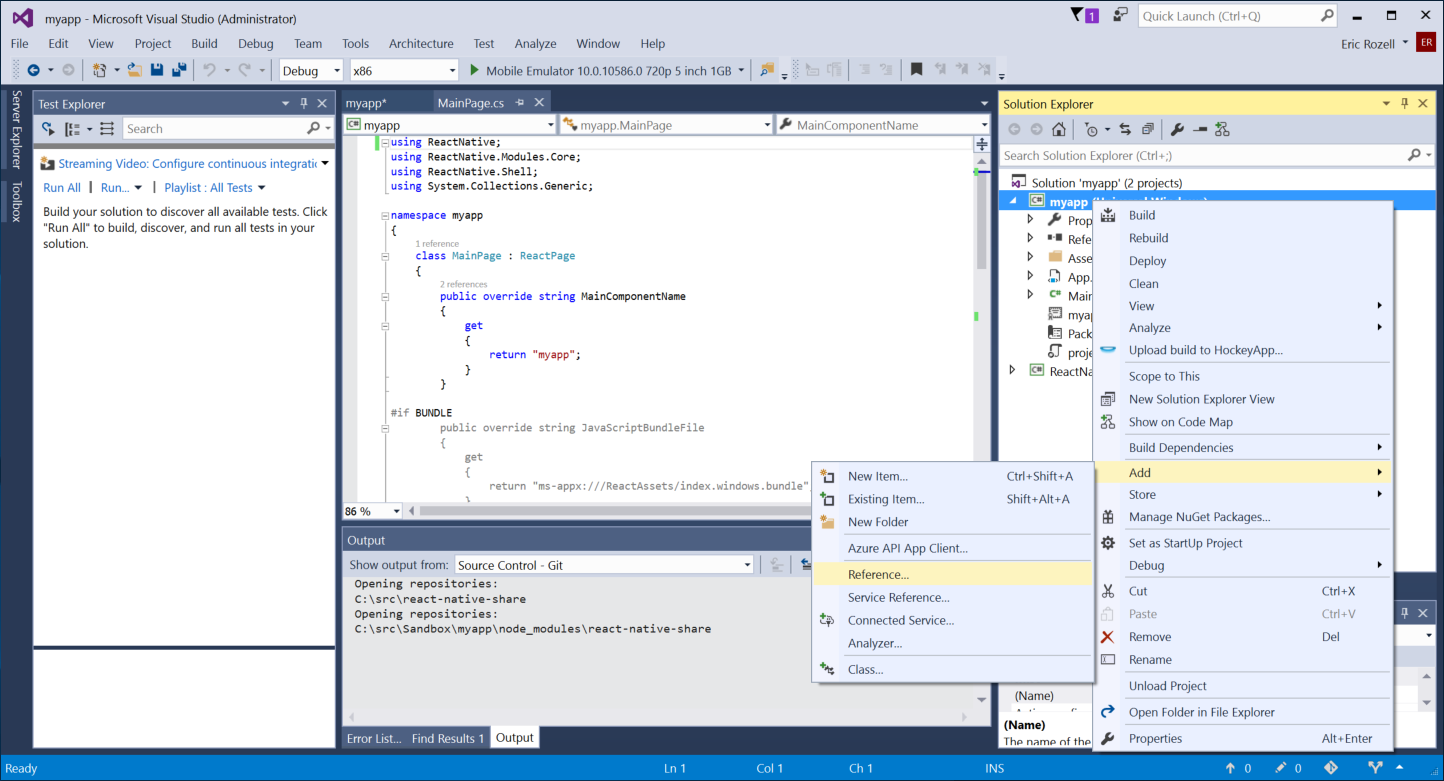 myapp - Microsoft Visual Studio (Administrator)
1
Quick Launch (Ctrl+Q)
File Edit View Project Build Debug Team Tools Architecture Test Analyze Window Help
Eric Rozell
ER
Debug
x86
Mobile Emulator 10.0.10586.0 720p 5 inch 1GB
Server Explorer
Toolbox
Test Explorer
Search
Streaming Video: Configure continuous integratic
Run All | Run... Playlist : All Tests
Build your solution to discover all available tests. Click
"Run All" to build, discover, and run all tests in your
solution.
myapp*
MainPage.cs
myapp
myapp.MainPage
MainComponentName
using ReactNative;
using ReactNative.Modules.Core;
using ReactNative.Shell;
using System.Collections.Generic;
namespace myapp
{
1 reference
class MainPage : ReactPage
{
2 references
public override string MainComponentName
{
get
{
return "myapp";
}
}
#if BUNDLE
public override string JavaScriptBundleFile
{
get
{
return "ms-appx:///ReactAssets/index.windows.bundle"
}
86 %
Output
Show output from:
Source Control - Git
Opening repositories:
C:\src\react-native-share
Opening repositories:
C:\src\Sandbox\myapp\node_modules\react-native-share
Error List...
Find Results 1
Output
Solution Explorer
Search Solution Explorer (Ctrl+;)
Solution 'myapp' (2 projects)
myapp
Prop
Refe
Asse
App.
Main
myap
Pack
proje
ReactNa
Build
Rebuild
Deploy
Clean
View
Analyze
Upload build to HockeyApp...
Scope to This
New Solution Explorer View
Show on Code Map
Build Dependencies
Add
Store
Manage NuGet Packages...
Set as StartUp Project
Debug
Cut Ctrl+X
Paste Ctrl+V
Remove Del
Rename
Unload Project
Open Folder in File Explorer
Properties Alt+Enter
New Item... Ctrl+Shift+A
Existing Item... Shift+Alt+A
New Folder
Azure API App Client...
Reference...
Service Reference...
Connected Service...
Analyzer...
Class...
(Name)
(Name)
The name of the
Ready
Ln 1
Col 1
Ch 1
INS
0
0